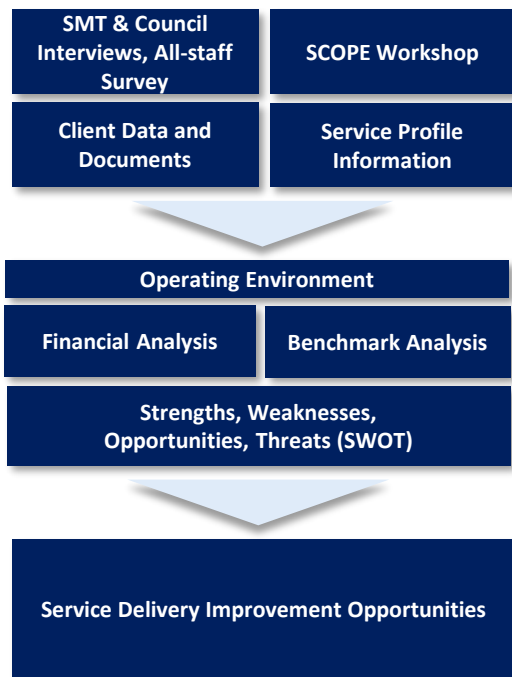 SMT & Council
Interviews, All-staff
Survey
SCOPE Workshop
Client Data and
Documents
Service Profile
Information
Operating Environment
Financial Analysis
Benchmark Analysis
Strengths, Weaknesses,
Opportunities, Threats (SWOT)
Service Delivery Improvement Opportunities